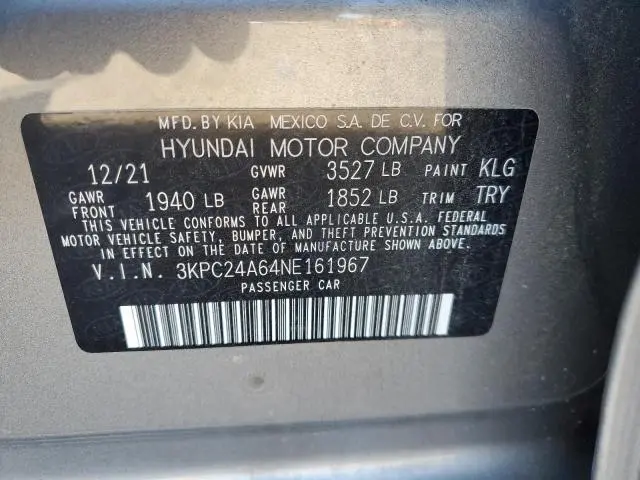 MFD. BY KIA MEXICO S.A. DE C.V. FOR
HYUNDAI MOTOR COMPANY
12/21 GVWR 3527 LB PAINT KLG
GAWR FRONT 1940 LB GAWR REAR 1852 LB TRIM TRY
THIS VEHICLE CONFORMS TO ALL APPLICABLE U.S.A. FEDERAL
MOTOR VEHICLE SAFETY, BUMPER, AND THEFT PREVENTION STANDARDS
IN EFFECT ON THE DATE OF MANUFACTURE SHOWN ABOVE.
V.I.N. 3KPC24A64NE161967
PASSENGER CAR